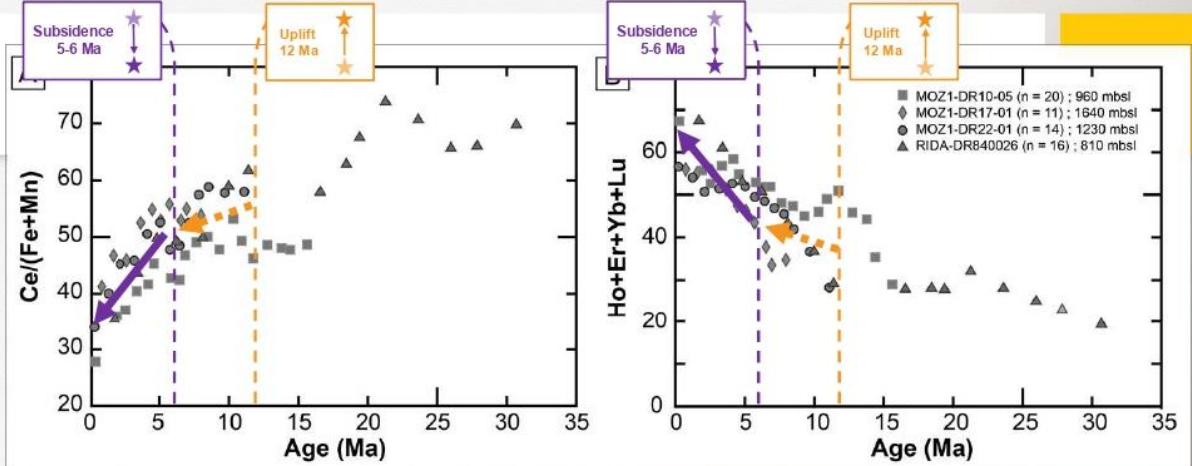 Subsidence
5-6 Ma
Uplift
12 Ma
Subsidence
5-6 Ma
Uplift
12 Ma
70
60
50
40
30
20
Ce/(Fe+Mn)
0 5 10 15 20 25 30 35
Age (Ma)
MOZ1-DR10-05 (n = 20) ; 960 mbsl
MOZ1-DR17-01 (n = 11) ; 1640 mbsl
MOZ1-DR22-01 (n = 14) ; 1230 mbsl
RIDA-DR840026 (n = 16) ; 810 mbsl
60
40
20
0
Ho+Er+Yb+Lu
0 5 10 15 20 25 30 35
Age (Ma)